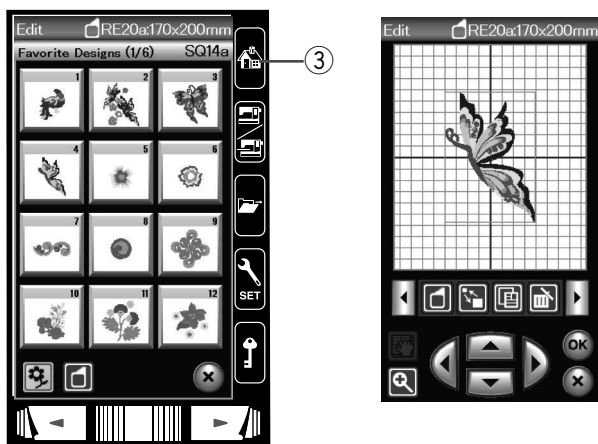 Edit RE20a:170x200mm
Favorite Designs (1/6) SQ14a
1 2 3
4 5 6
7 8 9
10 11 12
SET
3
Edit RE20a:170x200mm
OK